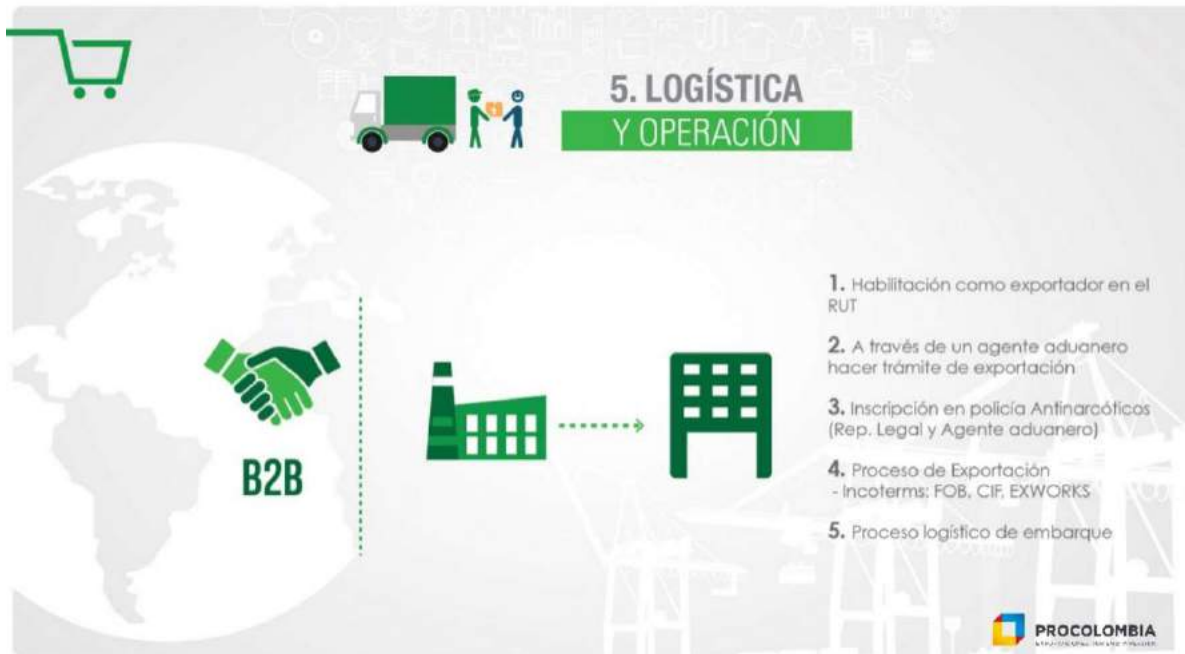 5. LOGÍSTICA
Y OPERACIÓN
B2B
1. Habilitación como exportador en el
RUT
2. A través de un agente aduanero
hacer trámite de exportación
3. Inscripción en policía Antinarcóticos
(Rep. Legal y Agente aduanero)
4. Proceso de Exportación
- Incoterms: FOB, CIF, EXWORKS
5. Proceso logístico de embarque
PROCOLOMBIA